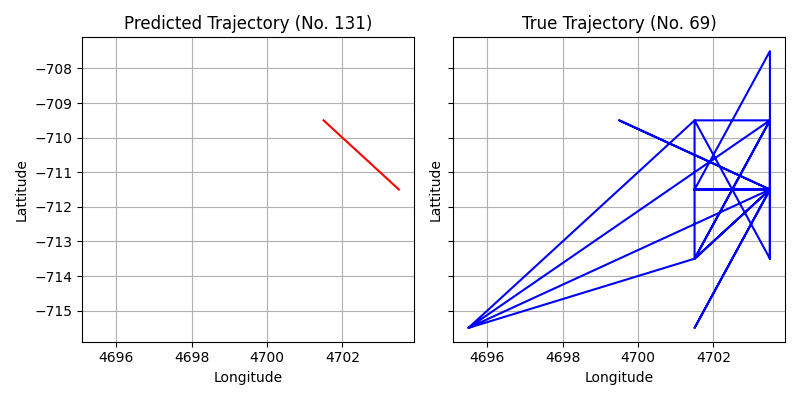 Predicted Trajectory (No. 131)
True Trajectory (No. 69)
Lattitude
−708
−709
−710
−711
−712
−713
−714
−715
4696
4698
4700
4702
Longitude
Lattitude
4696
4698
4700
4702
Longitude